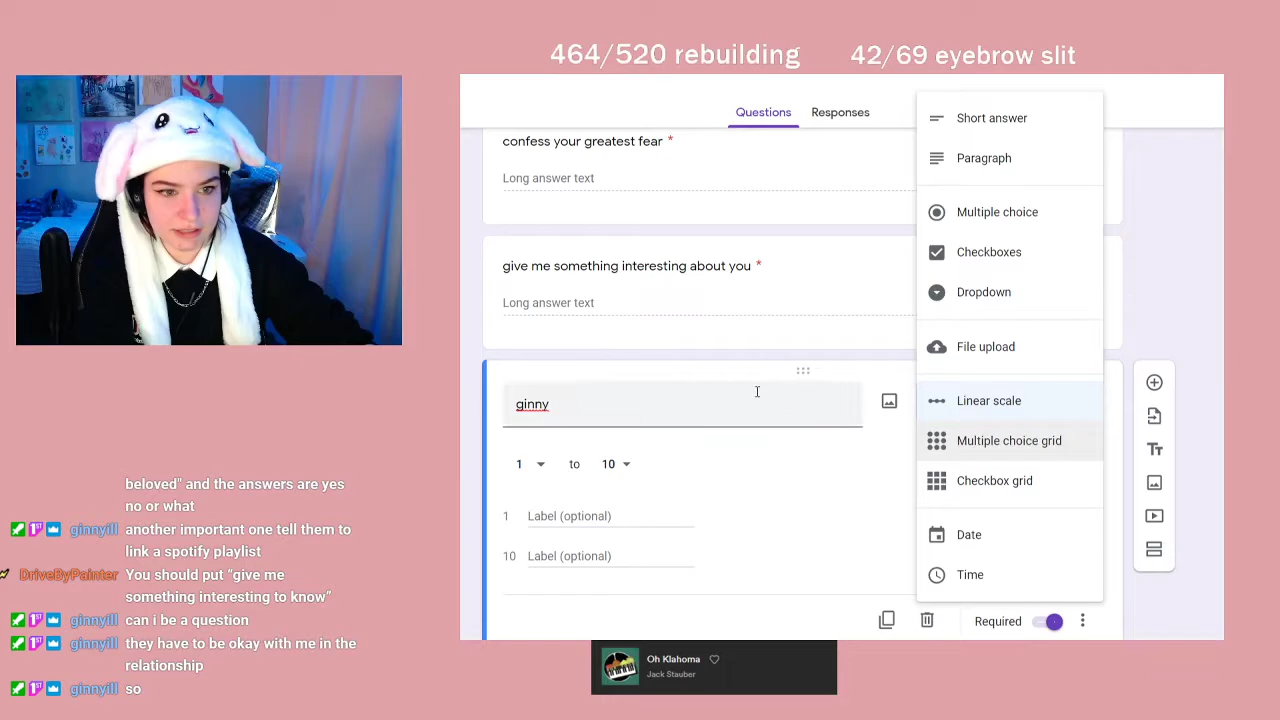 464/520 rebuilding
42/69 eyebrow slit
Questions
Responses
confess your greatest fear *
Long answer text
give me something interesting about you *
Long answer text
ginny
1 to 10
1 Label (optional)
10 Label (optional)
Required
Short answer
Paragraph
Multiple choice
Checkboxes
Dropdown
File upload
Linear scale
Multiple choice grid
Checkbox grid
Date
Time
beloved" and the answers are yes
no or what
ginnyill another important one tell them to
link a spotify playlist
DriveByPainter You should put “give me
something interesting to know”
ginnyill can i be a question
ginnyill they have to be okay with me in the
relationship
ginnyill so
Oh Klahoma
Jack Stauber